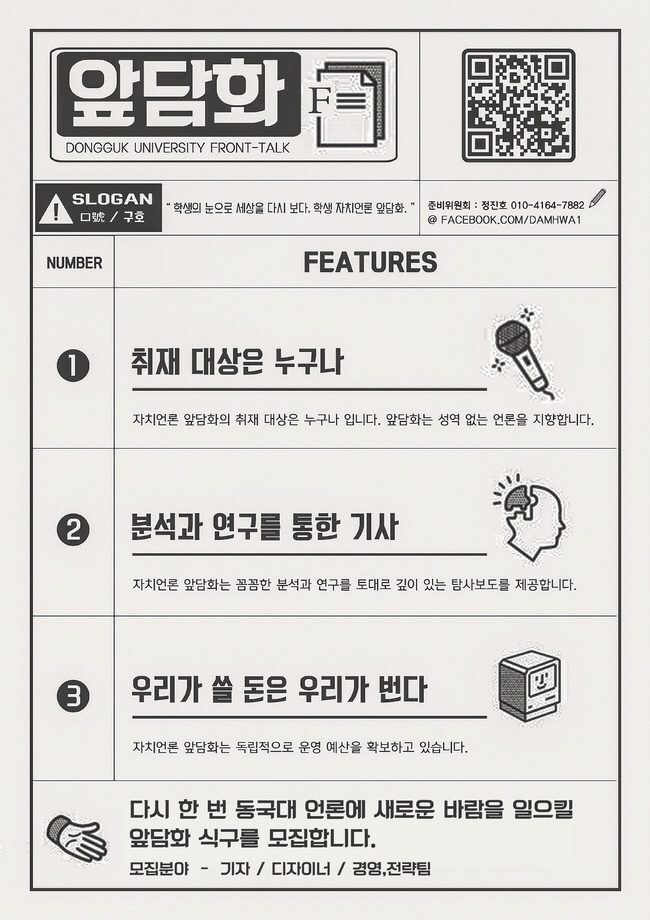 앞담화
F
DONGGUK UNIVERSITY FRONT-TALK
SLOGAN
口號 / 구호
“ 학생의 눈으로 세상을 다시 보다. 학생 자치언론 앞담화. ”
준비위원회 : 정진호 010-4164-7882
@ FACEBOOK.COM/DAMHWA1
NUMBER
FEATURES
1
취재 대상은 누구나
자치언론 앞담화의 취재 대상은 누구나 입니다. 앞담화는 성역 없는 언론을 지향합니다.
2
분석과 연구를 통한 기사
자치언론 앞담화는 꼼꼼한 분석과 연구를 토대로 깊이 있는 탐사보도를 제공합니다.
3
우리가 쓸 돈은 우리가 번다
자치언론 앞담화는 독립적으로 운영 예산을 확보하고 있습니다.
다시 한 번 동국대 언론에 새로운 바람을 일으킬
앞담화 식구를 모집합니다.
모집분야 - 기자 / 디자이너 / 경영,전략팀